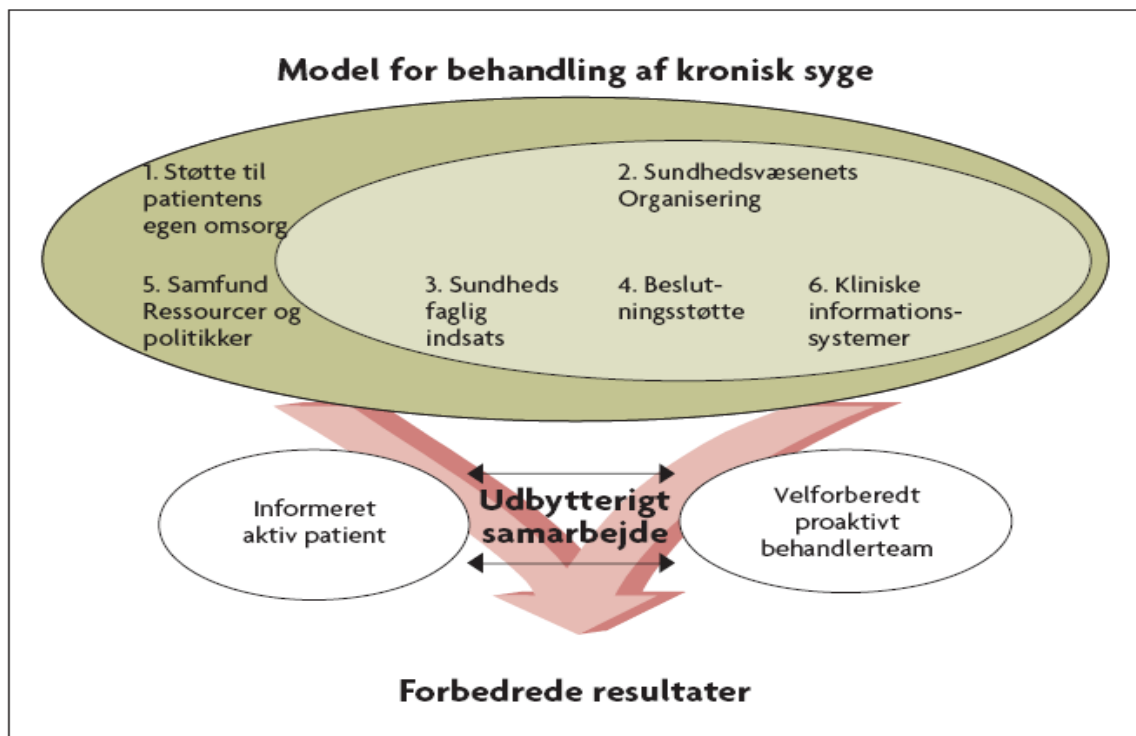 Model for behandling af kronisk syge
1. Støtte til
patientens
egen omsorg
2. Sundhedsvæsenets
Organisering
5. Samfund
Ressourcer og
politikker
3. Sundheds
faglig
indsats
4. Beslut-
ningsstøtte
6. Kliniske
informations-
systemer
Informeret
aktiv patient
Udbytterigt
samarbejde
Velforberedt
proaktivt
behandlerteam
Forbedrede resultater